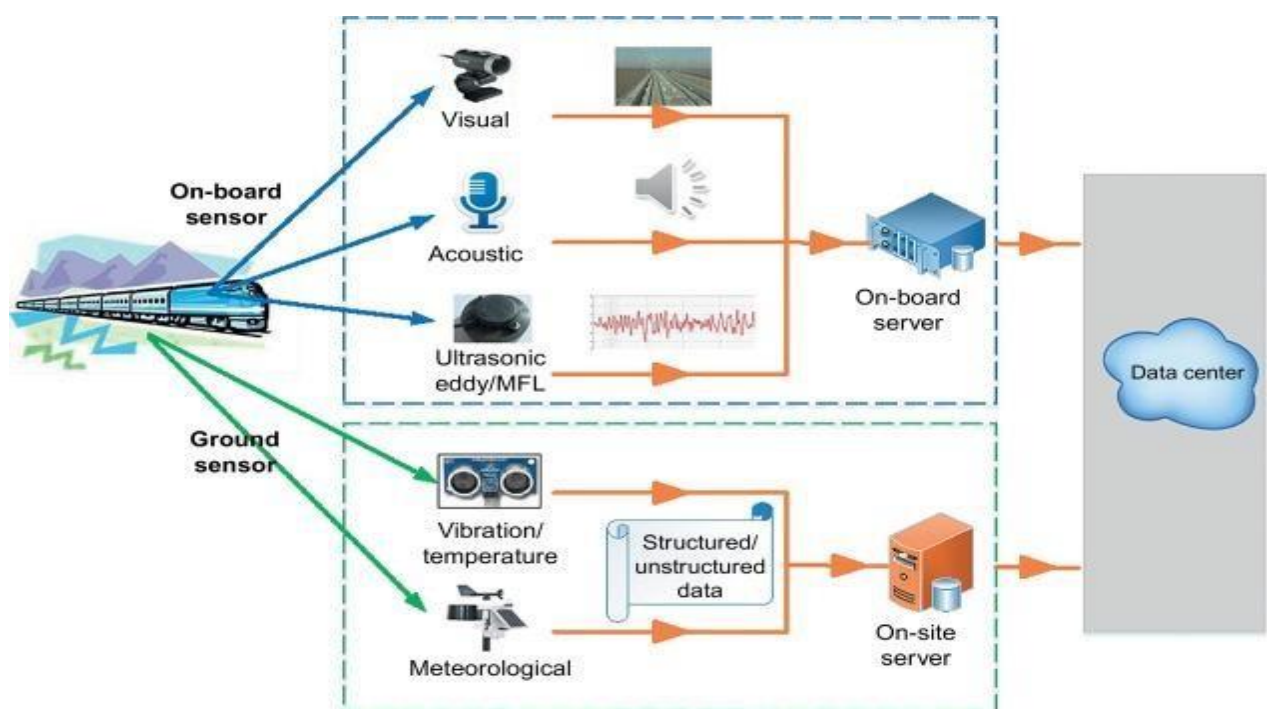 Visual
On-board
sensor
Acoustic
On-board
server
Ultrasonic
eddy/MFL
Data center
Ground
sensor
Vibration/
temperature
Structured/
unstructured
data
On-site
server
Meteorological